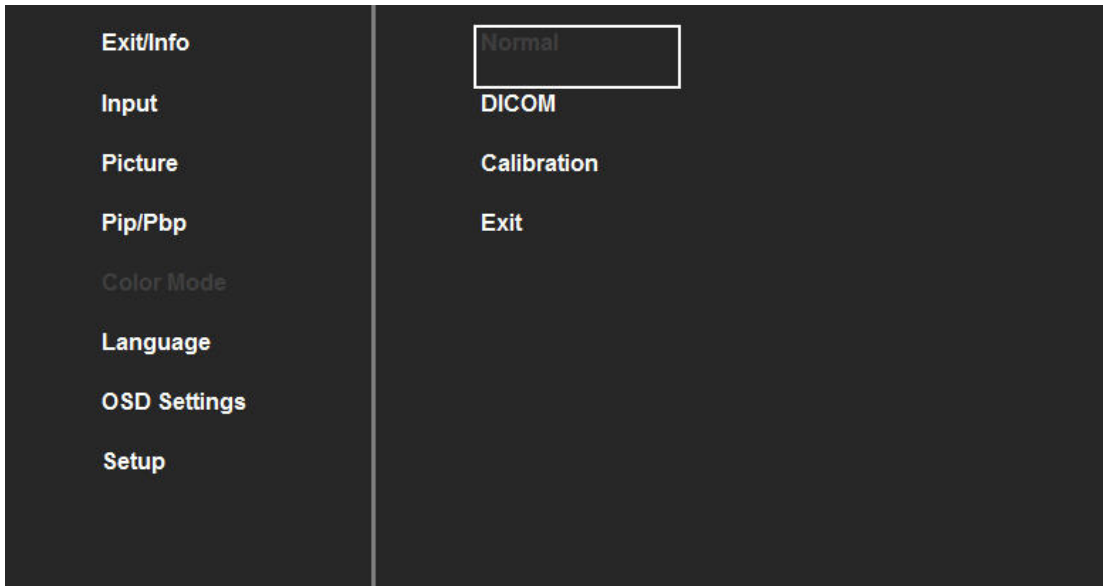 Exit/Info
Input
Picture
Pip/Pbp
Color Mode
Language
OSD Settings
Setup
Normal
DICOM
Calibration
Exit